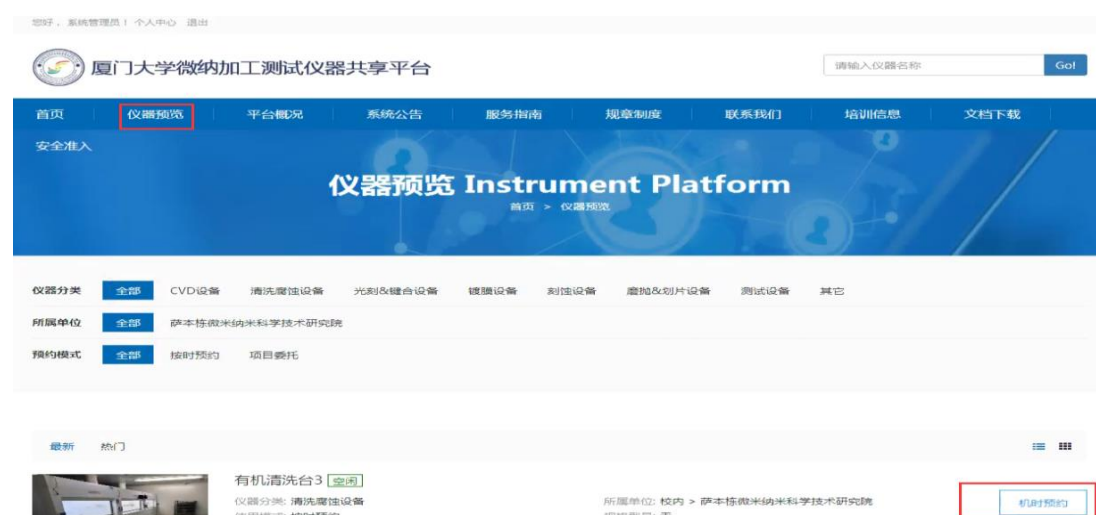 您好，系统管理员！ 个人中心 退出
厦门大学微纳加工测试仪器共享平台
请输入仪器名称 Go!
首页 仪器预览 平台概况 系统公告 服务指南 规章制度 联系我们 培训信息 文档下载
安全准入
仪器预览 Instrument Platform
首页 > 仪器预览
仪器分类 全部 CVD设备 清洗腐蚀设备 光刻&键合设备 镀膜设备 刻蚀设备 磨抛&划片设备 测试设备 其它
所属单位 全部 萨本栋微米纳米科学技术研究院
预约模式 全部 按时预约 项目委托
最新 热门
有机清洗台3 空闲
仪器分类: 清洗腐蚀设备 所属单位: 校内 > 萨本栋微米纳米科学技术研究院 机时预约